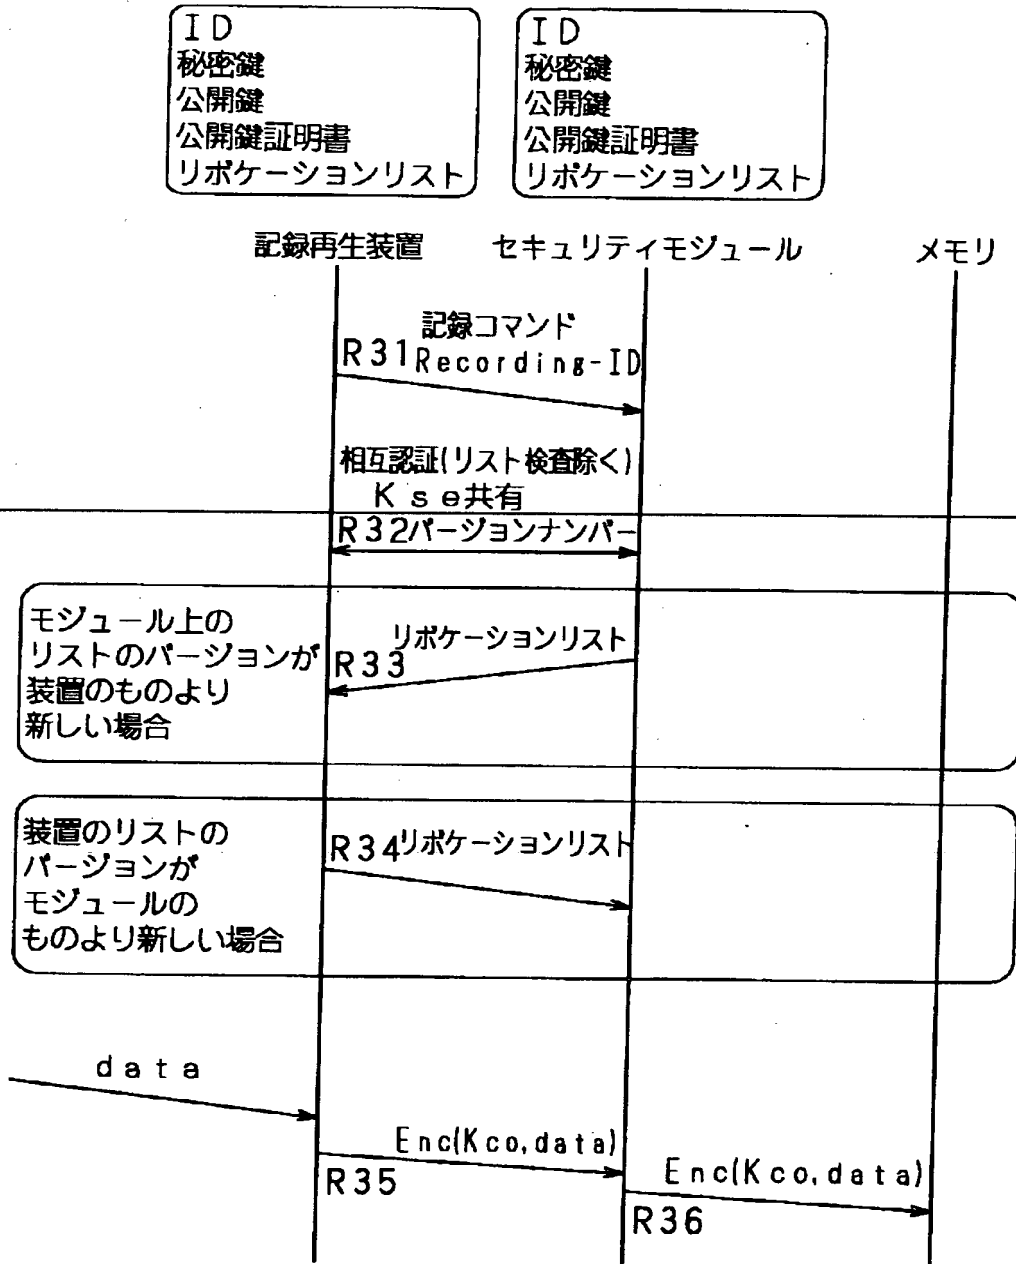 ID
秘密鍵
公開鍵
公開鍵証明書
リボケーションリスト
ID
秘密鍵
公開鍵
公開鍵証明書
リボケーションリスト
記録再生装置
セキュリティモジュール
メモリ
記録コマンド
R31 Recording-ID
相互認証(リスト検査除く)
Kse共有
R32 バージョンナンバー
モジュール上の
リストのバージョンが
装置のものより
新しい場合
リボケーションリスト
R33
装置のリストの
バージョンが
モジュールの
ものより新しい場合
R34 リボケーションリスト
data
Enc(Kco,data)
R35
Enc(Kco,data)
R36